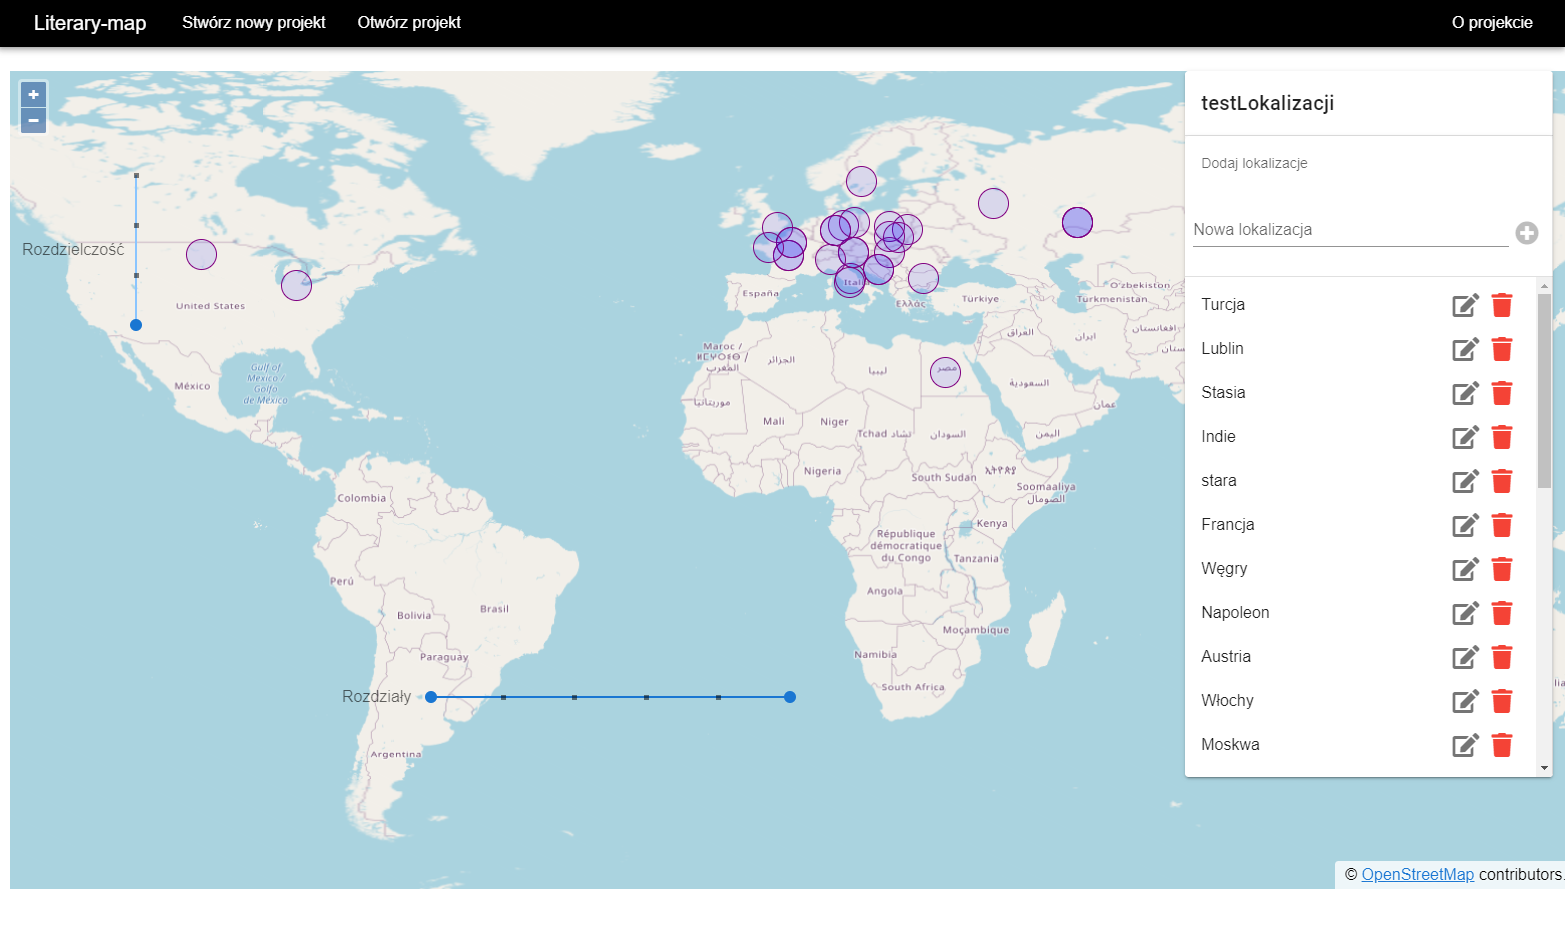 Literary-map
Stwórz nowy projekt
Otwórz projekt
O projekcie
+
−
Rozdzielczość
United States
México
Gulf of
Mexico /
Golfo
de México
Colombia
Perú
Brasil
Bolivia
Paraguay
Argentina
España
Italia
Ελλάς
Türkiye
O'zbekiston
Türkmenistan
افغانستان
ایران
العراق
Maroc /
ⵍⵎⵖⵔⵉⴱ /
المغرب
الجزائر
ليبيا
مصر
السعودية
عمان
موريتانيا
Mali
Niger
Tchad تشاد
السودان
اليمن
Nigeria
South Sudan
Soomaaliya
الصومال
Kenya
République
démocratique
du Congo
Tanzania
Angola
Moçambique
Namibia
South Africa
Rozdziały
testLokalizacji
Dodaj lokalizacje
Nowa lokalizacja
Turcja
Lublin
Stasia
Indie
stara
Francja
Węgry
Napoleon
Austria
Włochy
Moskwa
© OpenStreetMap contributors.